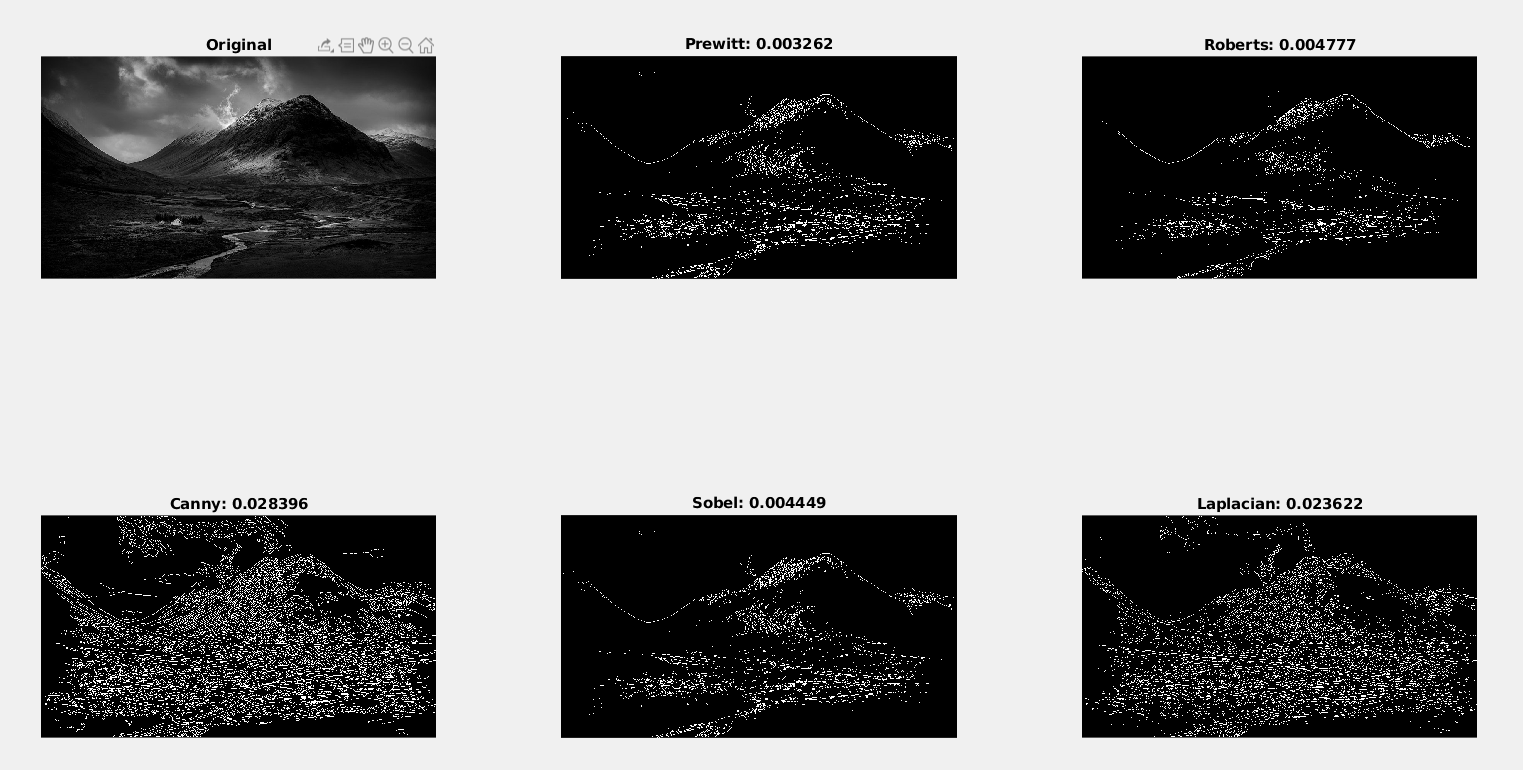 Original
Prewitt: 0.003262
Roberts: 0.004777
Canny: 0.028396
Sobel: 0.004449
Laplacian: 0.023622